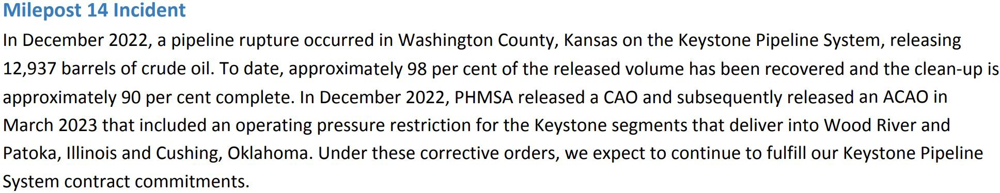 Milepost 14 Incident
In December 2022, a pipeline rupture occurred in Washington County, Kansas on the Keystone Pipeline System, releasing
12,937 barrels of crude oil. To date, approximately 98 per cent of the released volume has been recovered and the clean-up is
approximately 90 per cent complete. In December 2022, PHMSA released a CAO and subsequently released an ACAO in
March 2023 that included an operating pressure restriction for the Keystone segments that deliver into Wood River and
Patoka, Illinois and Cushing, Oklahoma. Under these corrective orders, we expect to continue to fulfill our Keystone Pipeline
System contract commitments.